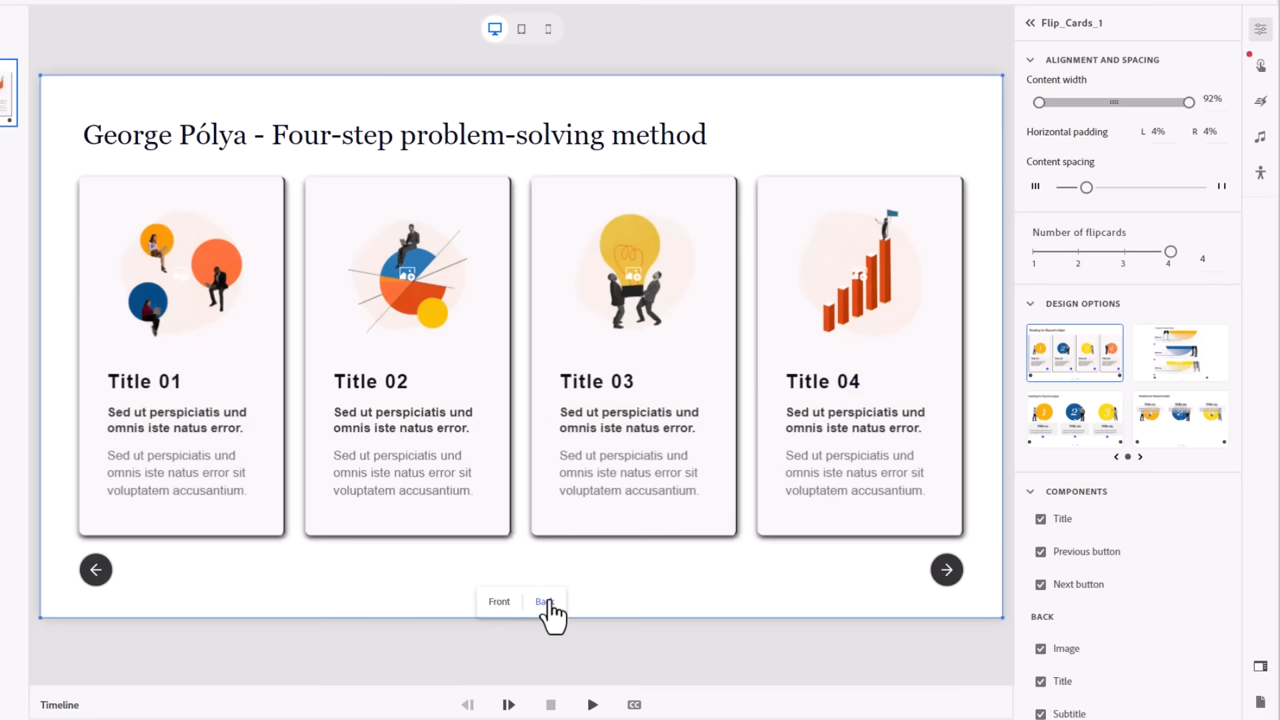 Flip_Cards_1
ALIGNMENT AND SPACING
Content width
92%
Horizontal padding L 4% R 4%
Content spacing
Number of flipcards
1 2 3 4 4
DESIGN OPTIONS
COMPONENTS
Title
Previous button
Next button
BACK
Image
Title
Subtitle
George Pólya - Four-step problem-solving method
Title 01
Sed ut perspiciatis und
omnis iste natus error.
Sed ut perspiciatis und
omnis iste natus error sit
voluptatem accusantium.
Title 02
Sed ut perspiciatis und
omnis iste natus error.
Sed ut perspiciatis und
omnis iste natus error sit
voluptatem accusantium.
Title 03
Sed ut perspiciatis und
omnis iste natus error.
Sed ut perspiciatis und
omnis iste natus error sit
voluptatem accusantium.
Title 04
Sed ut perspiciatis und
omnis iste natus error.
Sed ut perspiciatis und
omnis iste natus error sit
voluptatem accusantium.
Front
Timeline
CC